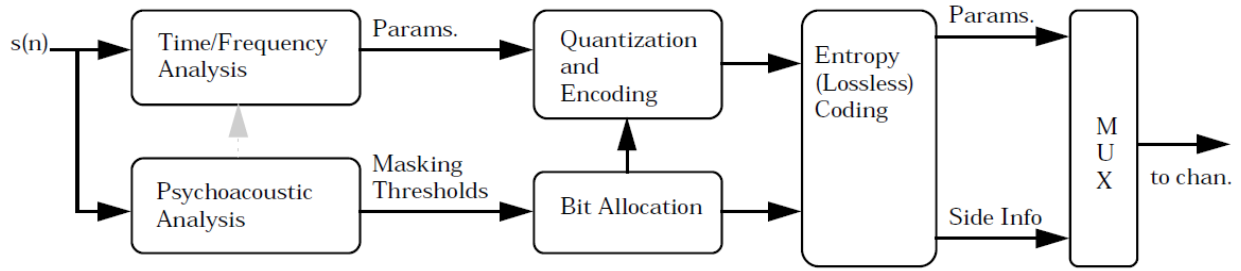 s(n)
Time/Frequency
Analysis
Params.
Quantization
and
Encoding
Entropy
(Lossless)
Coding
Params.
M
U
X
to chan.
Psychoacoustic
Analysis
Masking
Thresholds
Bit Allocation
Side Info